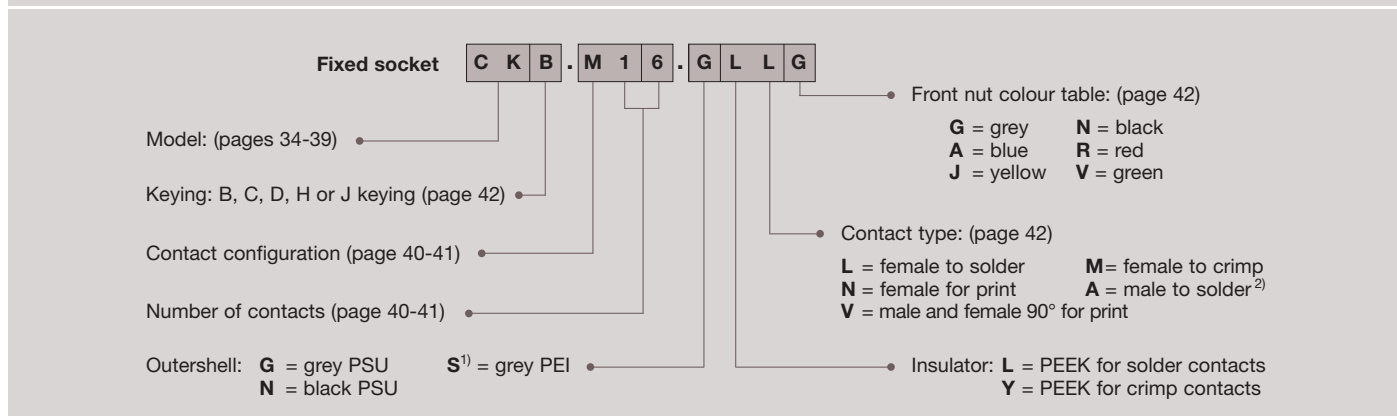 Fixed socket C K B . M 1 6 . G L L G
Front nut colour table: (page 42)
G = grey N = black
A = blue R = red
J = yellow V = green
Model: (pages 34-39)
Keying: B, C, D, H or J keying (page 42)
Contact type: (page 42)
L = female to solder M= female to crimp
N = female for print A = male to solder 2)
V = male and female 90° for print
Contact configuration (page 40-41)
Number of contacts (page 40-41)
Outershell: G = grey PSU S1) = grey PEI
N = black PSU
Insulator: L = PEEK for solder contacts
Y = PEEK for crimp contacts